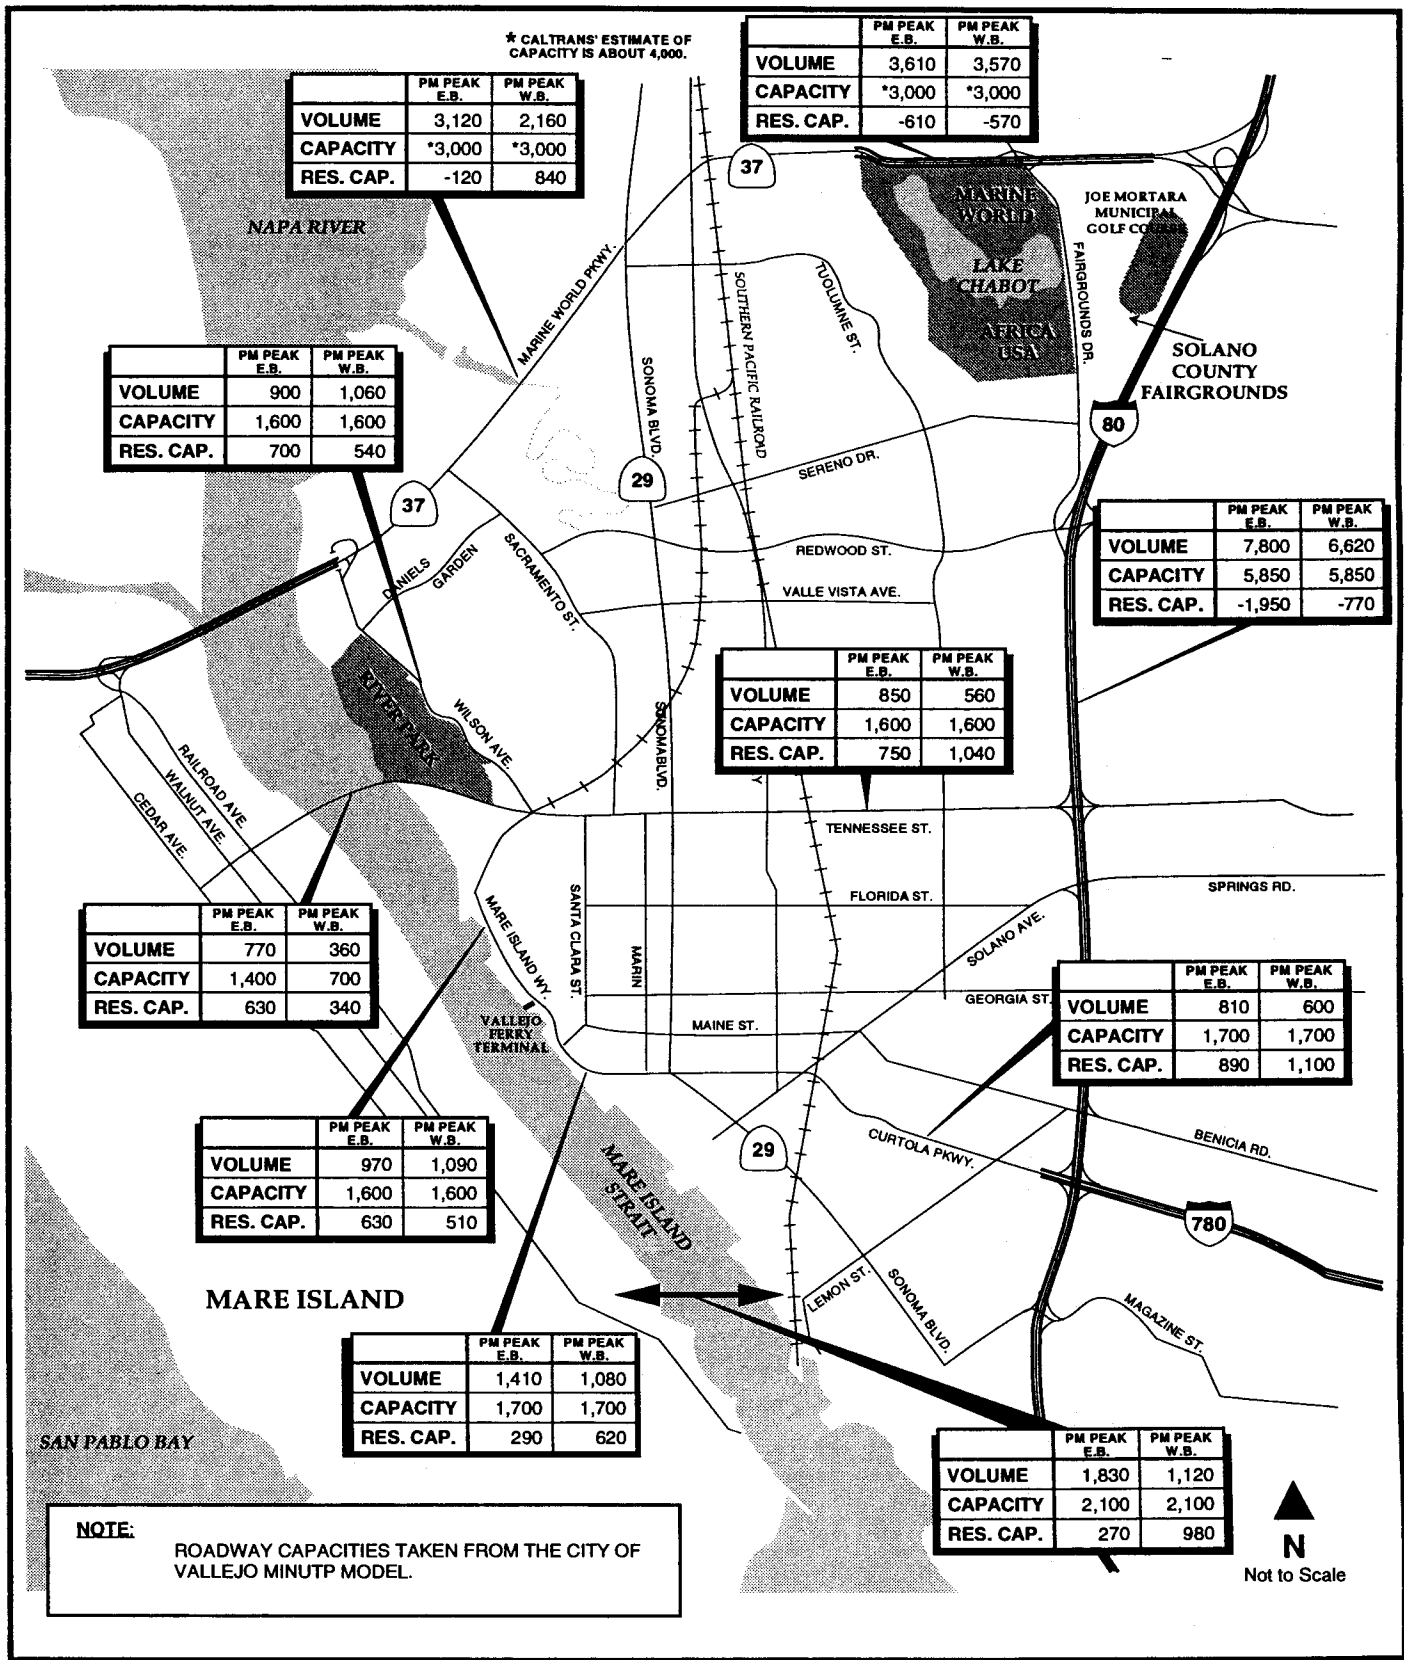 * CALTRANS' ESTIMATE OF
CAPACITY IS ABOUT 4,000.
PM PEAK E.B. PM PEAK W.B.
VOLUME 3,610 3,570
CAPACITY *3,000 *3,000
RES. CAP. -610 -570
PM PEAK E.B. PM PEAK W.B.
VOLUME 3,120 2,160
CAPACITY *3,000 *3,000
RES. CAP. -120 840
37
MARINE
WORLD
JOE MORTARA
MUNICIPAL
GOLF COURSE
NAPA RIVER
MARINE WORLD PKWY.
LAKE
CHABOT
AFRICA
USA
FAIRGROUNDS DR.
TUOLUMNE ST.
SOUTHERN PACIFIC RAILROAD
SONOMA BLVD.
SOLANO
COUNTY
FAIRGROUNDS
80
PM PEAK E.B. PM PEAK W.B.
VOLUME 900 1,060
CAPACITY 1,600 1,600
RES. CAP. 700 540
SERENO DR.
29
37
PM PEAK E.B. PM PEAK W.B.
VOLUME 7,800 6,620
CAPACITY 5,850 5,850
RES. CAP. -1,950 -770
REDWOOD ST.
DANIELS
GARDEN
SACRAMENTO ST.
VALLE VISTA AVE.
PM PEAK E.B. PM PEAK W.B.
VOLUME 850 560
CAPACITY 1,600 1,600
RES. CAP. 750 1,040
RIVER PARK
WILSON AVE.
SONOMA BLVD.
Y
RAILROAD AVE.
WALNUT AVE.
CEDAR AVE.
TENNESSEE ST.
SPRINGS RD.
FLORIDA ST.
SOLANO AVE.
PM PEAK E.B. PM PEAK W.B.
VOLUME 770 360
CAPACITY 1,400 700
RES. CAP. 630 340
MARE ISLAND WY.
SANTA CLARA ST.
MARIN
GEORGIA ST.
PM PEAK E.B. PM PEAK W.B.
VOLUME 810 600
CAPACITY 1,700 1,700
RES. CAP. 890 1,100
VALLEJO
FERRY
TERMINAL
MAINE ST.
PM PEAK E.B. PM PEAK W.B.
VOLUME 970 1,090
CAPACITY 1,600 1,600
RES. CAP. 630 510
29
CURTOLA PKWY.
BENICIA RD.
780
MARE ISLAND
STRAIT
MARE ISLAND
LEMON ST.
SONOMA BLVD.
MAGAZINE ST.
PM PEAK E.B. PM PEAK W.B.
VOLUME 1,410 1,080
CAPACITY 1,700 1,700
RES. CAP. 290 620
SAN PABLO BAY
PM PEAK E.B. PM PEAK W.B.
VOLUME 1,830 1,120
CAPACITY 2,100 2,100
RES. CAP. 270 980
N
Not to Scale
NOTE:
ROADWAY CAPACITIES TAKEN FROM THE CITY OF
VALLEJO MINUTP MODEL.